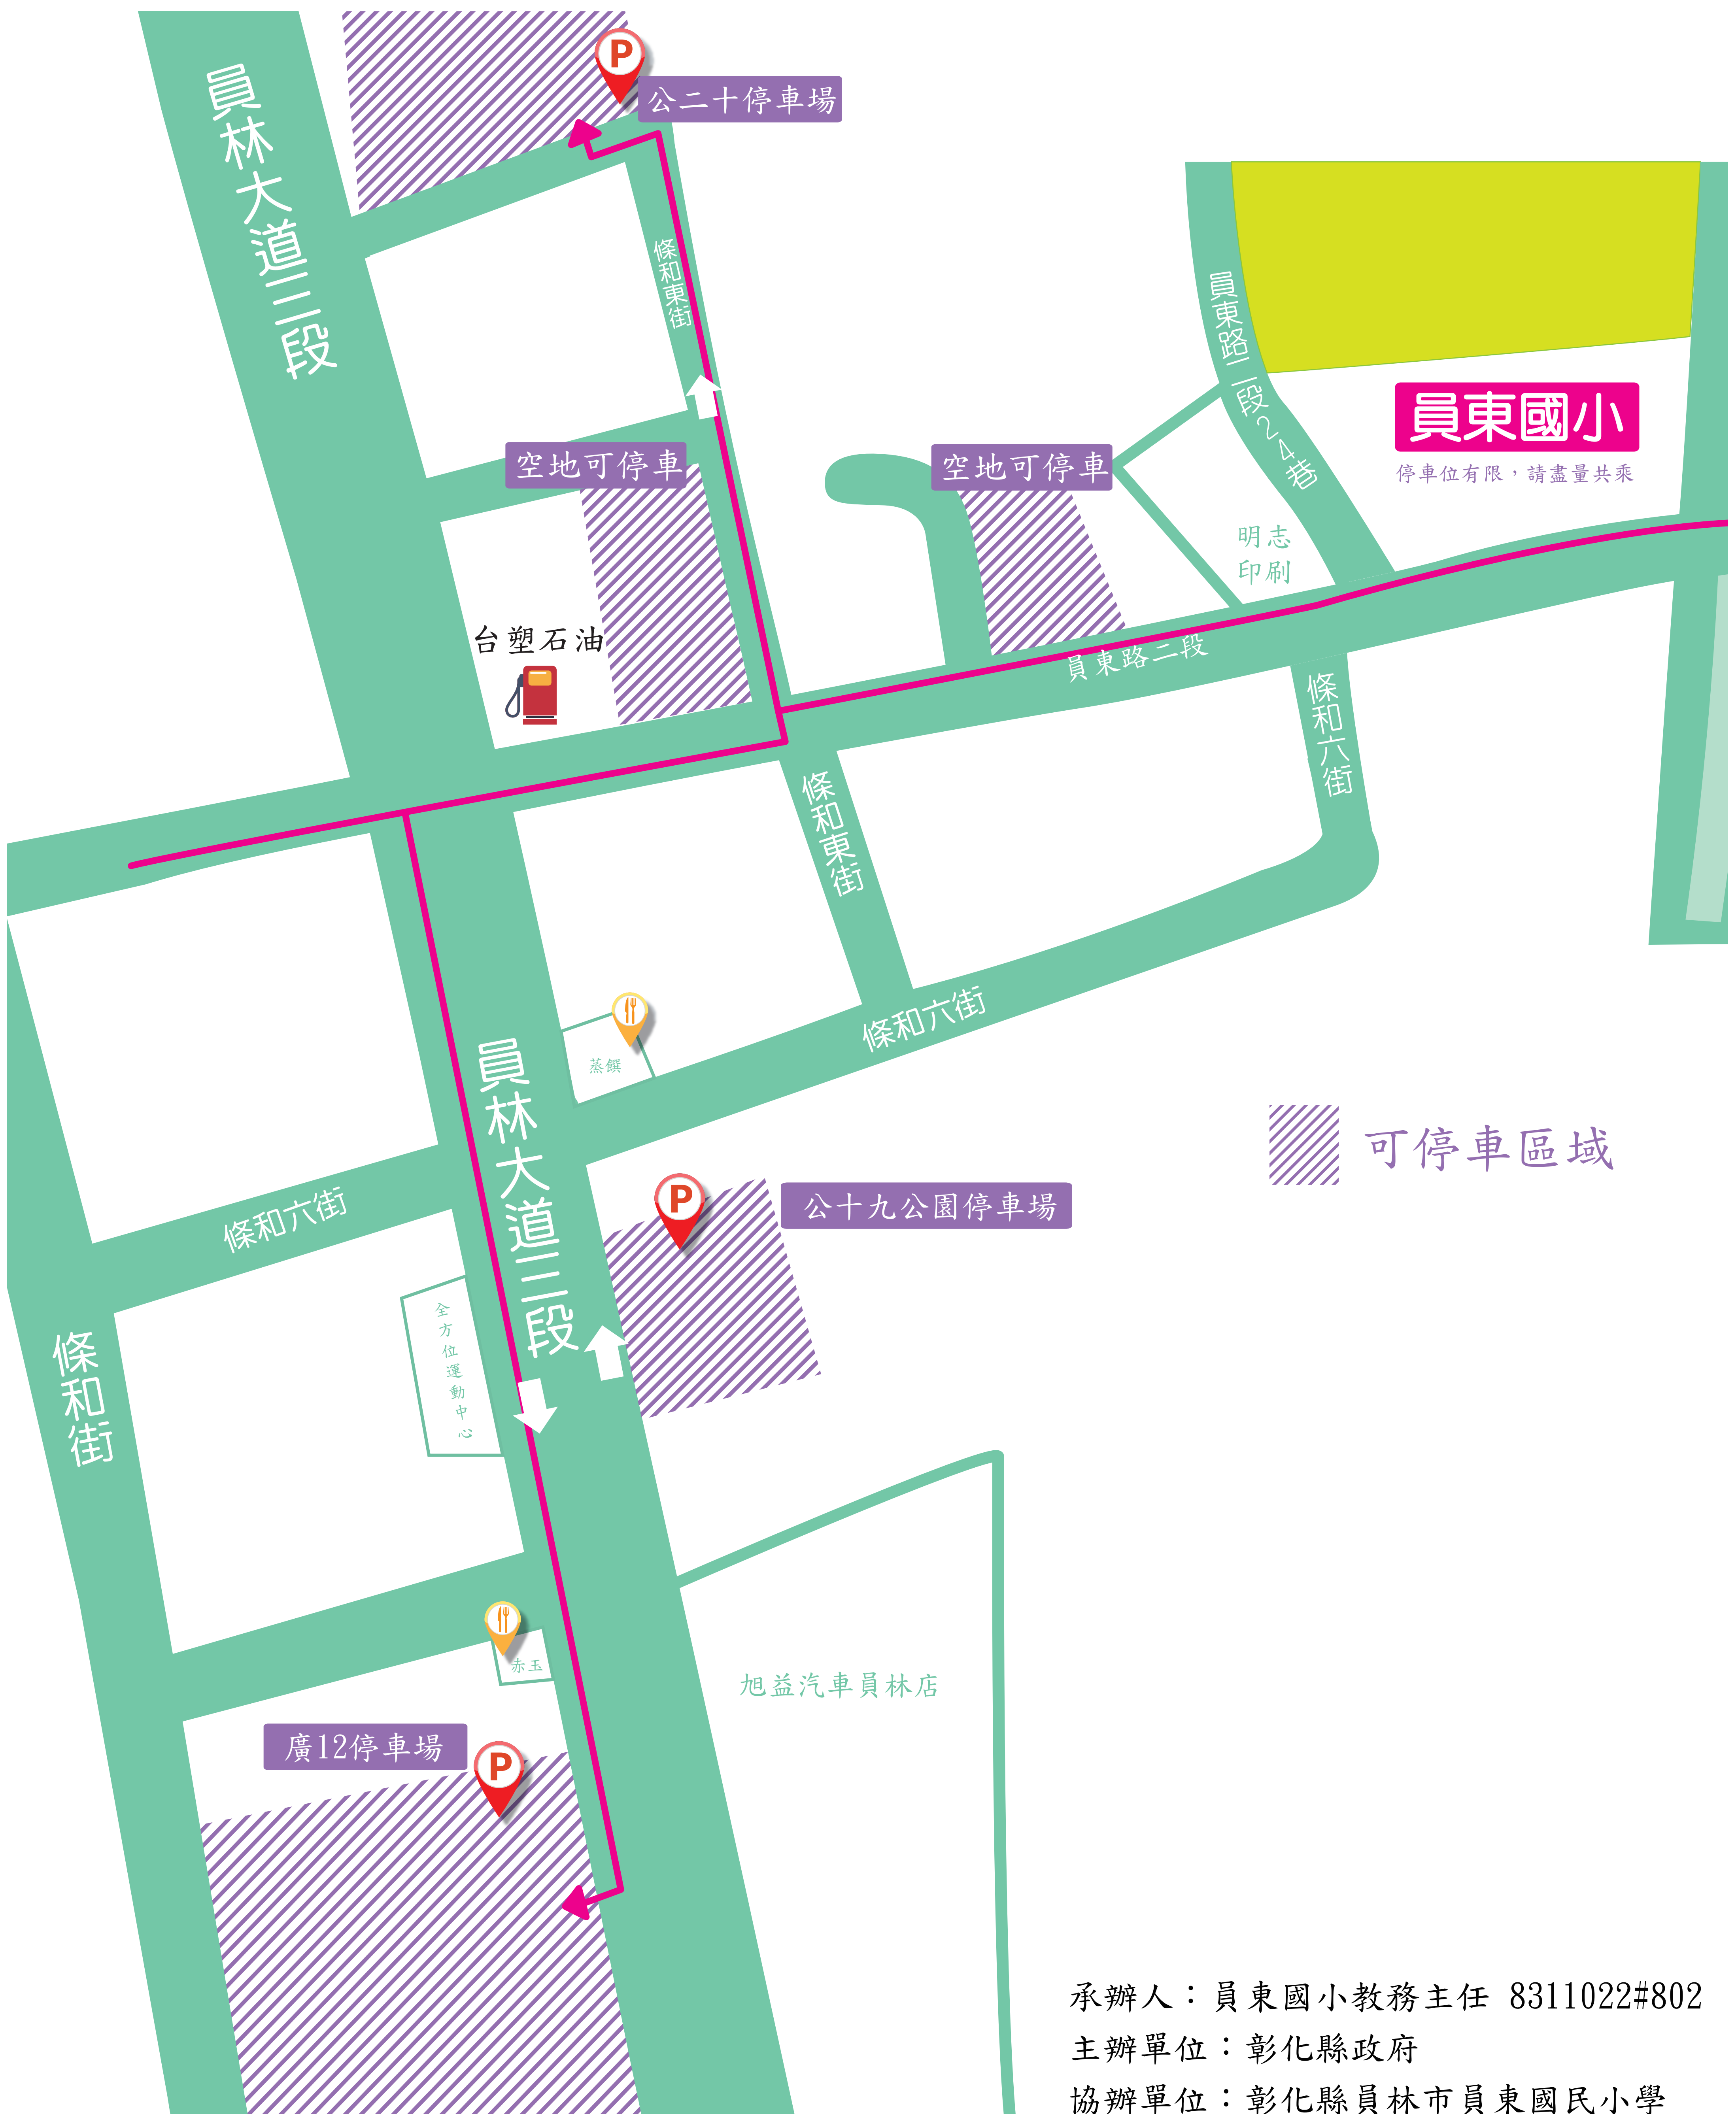 員林大道二段
P
公二十停車場
條和東街
員東路二段24巷
員東國小
停車位有限，請盡量共乘
空地可停車
空地可停車
明志
印刷
台塑石油
員東路二段
條和六街
條和東街
條和六街
蒸饌
員林大道三段
可停車區域
P
公十九公園停車場
條和六街
全方位運動中心
條和街
赤玉
旭益汽車員林店
廣12停車場
P
承辦人：員東國小教務主任 8311022#802
主辦單位：彰化縣政府
協辦單位：彰化縣員林市員東國民小學